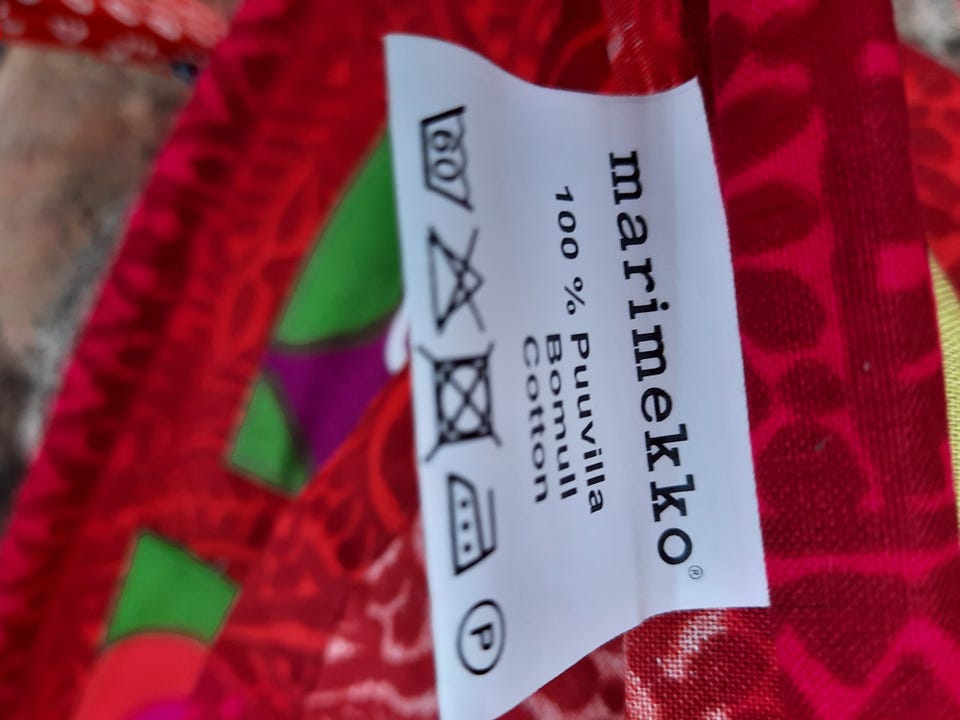 marimekko®
100 % Puuvilla
Bomull
Cotton
60 P